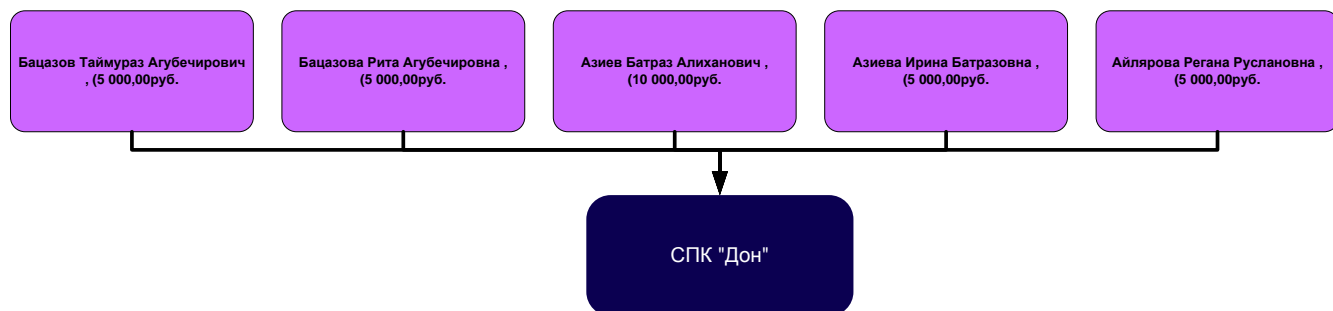 Бацазов Таймураз Агубечирович
, (5 000,00руб.
Бацазова Рита Агубечировна ,
(5 000,00руб.
Азиев Батраз Алиханович ,
(10 000,00руб.
Азиева Ирина Батразовна ,
(5 000,00руб.
Айлярова Регана Руслановна ,
(5 000,00руб.
СПК "Дон"